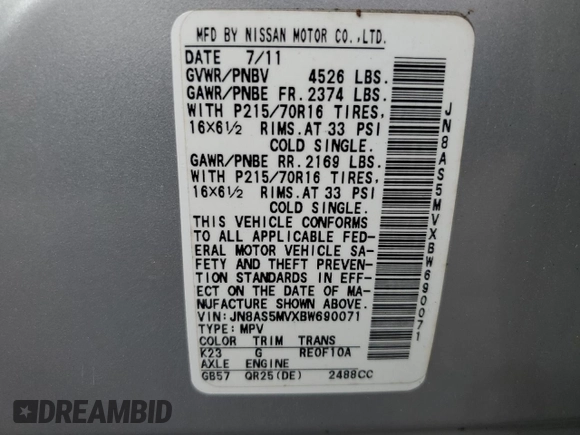 MFD BY NISSAN MOTOR CO.,LTD.
DATE 7/11
GVWR/PNBV 4526 LBS.
GAWR/PNBE FR. 2374 LBS.
WITH P215/70R16 TIRES,
16×6½ RIMS. AT 33 PSI
COLD SINGLE.
GAWR/PNBE RR. 2169 LBS.
WITH P215/70R16 TIRES,
16×6½ RIMS. AT 33 PSI
COLD SINGLE.
THIS VEHICLE CONFORMS
TO ALL APPLICABLE FED-
ERAL MOTOR VEHICLE SA-
FETY AND THEFT PREVEN-
TION STANDARDS IN EFF-
ECT ON THE DATE OF MA-
NUFACTURE SHOWN ABOVE.
VIN: JN8AS5MVXBW690071
TYPE: MPV
COLOR TRIM TRANS
K23 G RE0F10A
AXLE ENGINE
GB57 QR25(DE) 2488CC
JN8AS5MVXBW690071
DREAMBID